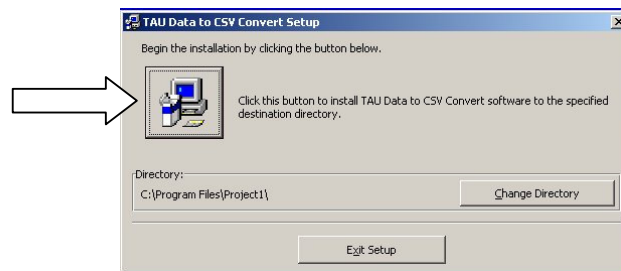 TAU Data to CSV Convert Setup
Begin the installation by clicking the button below.
Click this button to install TAU Data to CSV Convert software to the specified
destination directory.
Directory:
C:\Program Files\Project1\
Change Directory
Exit Setup